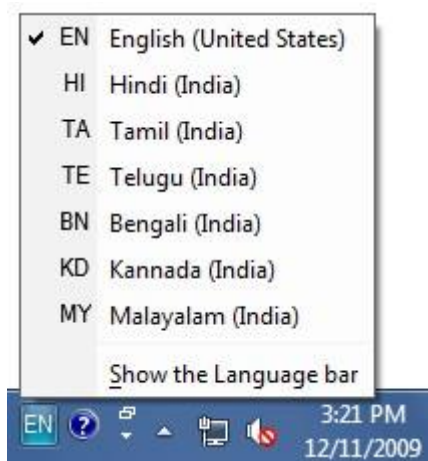 ✓ EN English (United States)
HI Hindi (India)
TA Tamil (India)
TE Telugu (India)
BN Bengali (India)
KD Kannada (India)
MY Malayalam (India)
Show the Language bar
EN ? 3:21 PM
12/11/2009